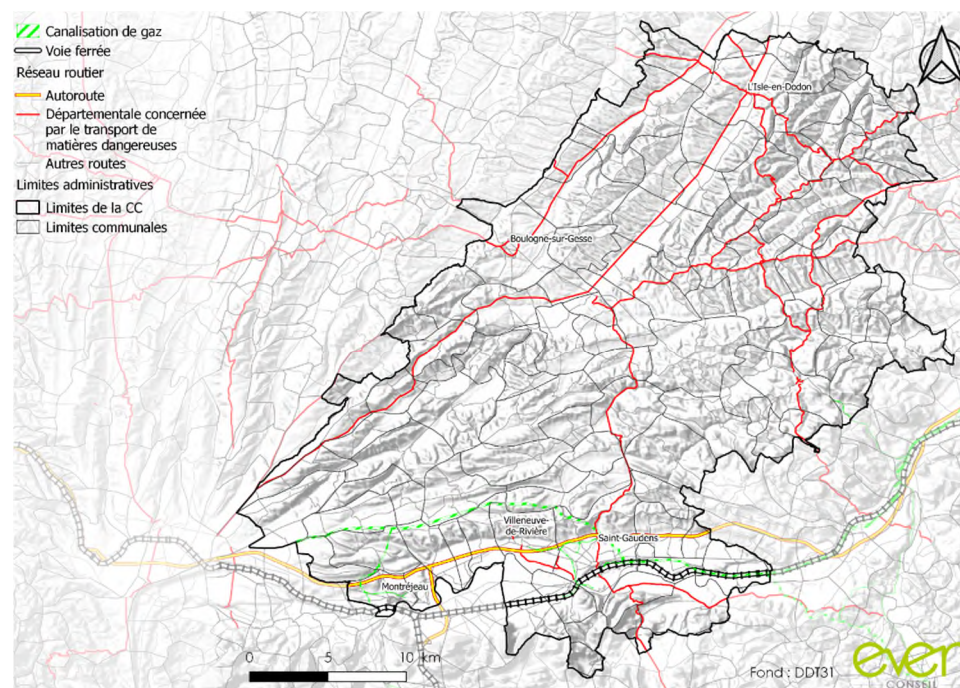 Canalisation de gaz
Voie ferrée
Réseau routier
Autoroute
Départementale concernée
par le transport de
matières dangereuses
Autres routes
Limites administratives
Limites de la CC
Limites communales
L'Isle-en-Dodon
Boulogne-sur-Gesse
Villeneuve-
de-Rivière
Saint-Gaudens
Montréjeau
0 5 10 km
Fond : DDT31
even
CONSEIL